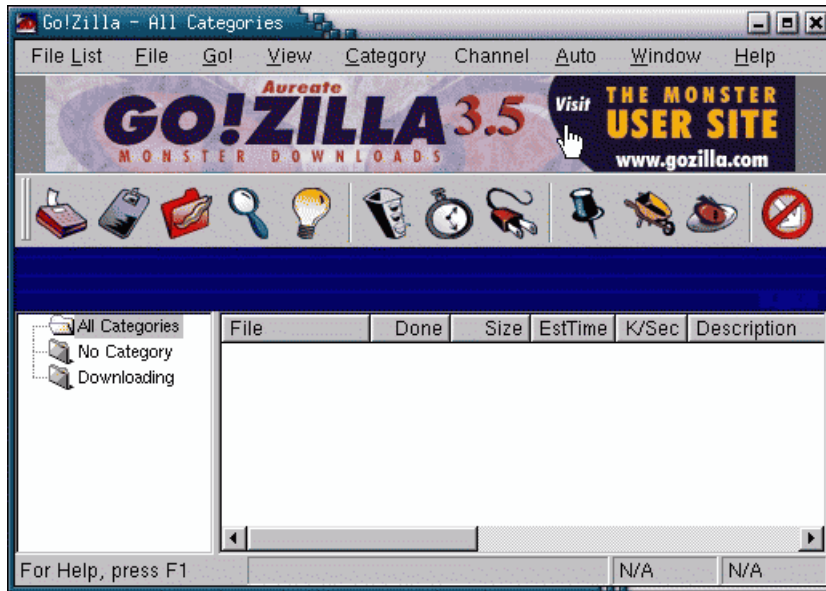 Go!Zilla - All Categories
File List File Go! View Category Channel Auto Window Help
Aureate
GO!ZILLA 3.5
MONSTER DOWNLOADS
Visit THE MONSTER
USER SITE
www.gozilla.com
All Categories
No Category
Downloading
File Done Size EstTime K/Sec Description
For Help, press F1 N/A N/A